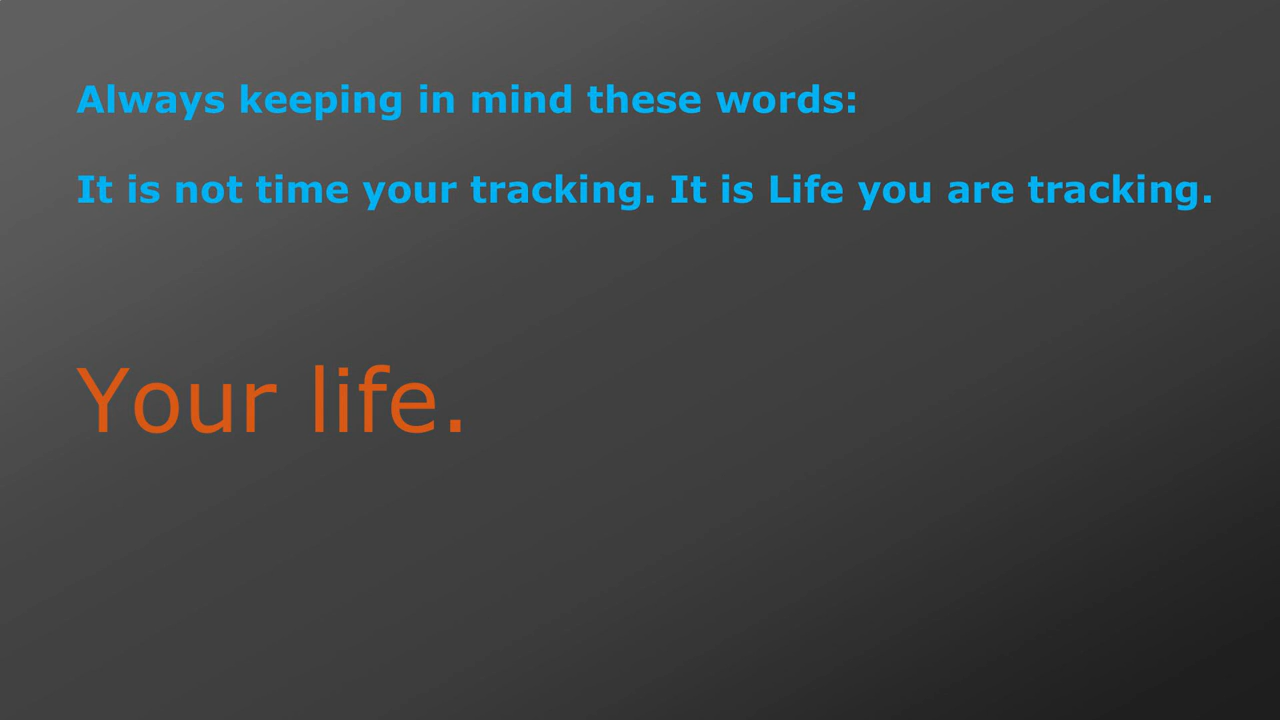 Always keeping in mind these words:
It is not time your tracking. It is Life you are tracking.
Your life.